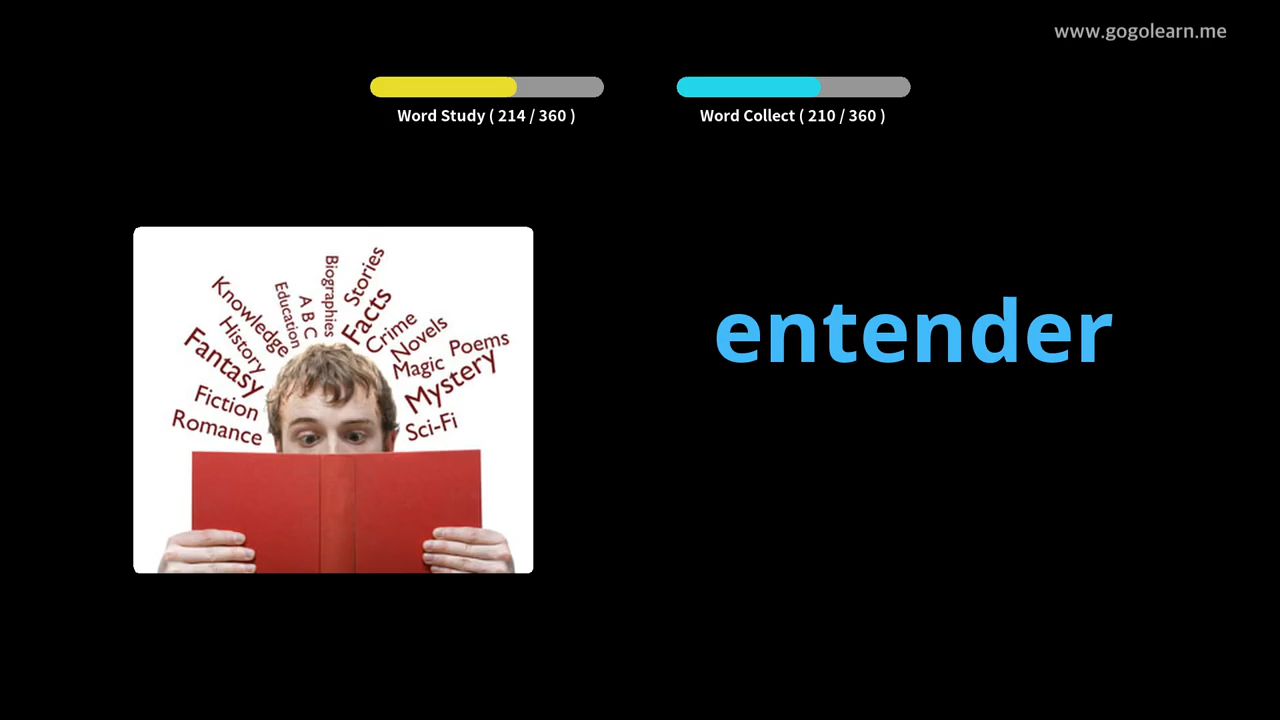 www.gogolearn.me
Word Study ( 214 / 360 )
Word Collect ( 210 / 360 )
Biographies
Stories
Education
A B C
Facts
Knowledge
Crime
History
Novels
Fantasy
Magic
Poems
Mystery
Fiction
Romance
Sci-Fi
entender